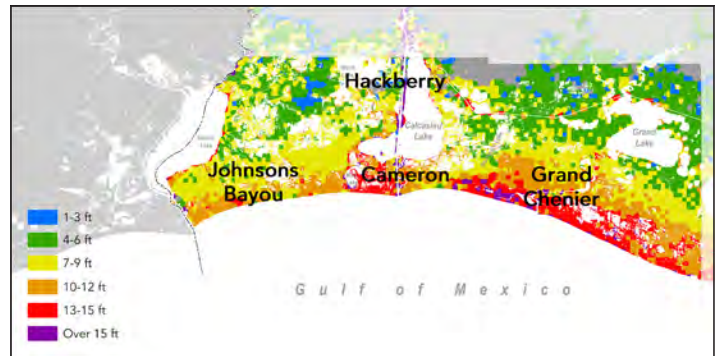 Hackberry
Calcasieu
Lake
Grand
Lake
Johnsons
Bayou
Cameron
Grand
Chenier
1-3 ft
4-6 ft
7-9 ft
10-12 ft
13-15 ft
Over 15 ft
Gulf of Mexico